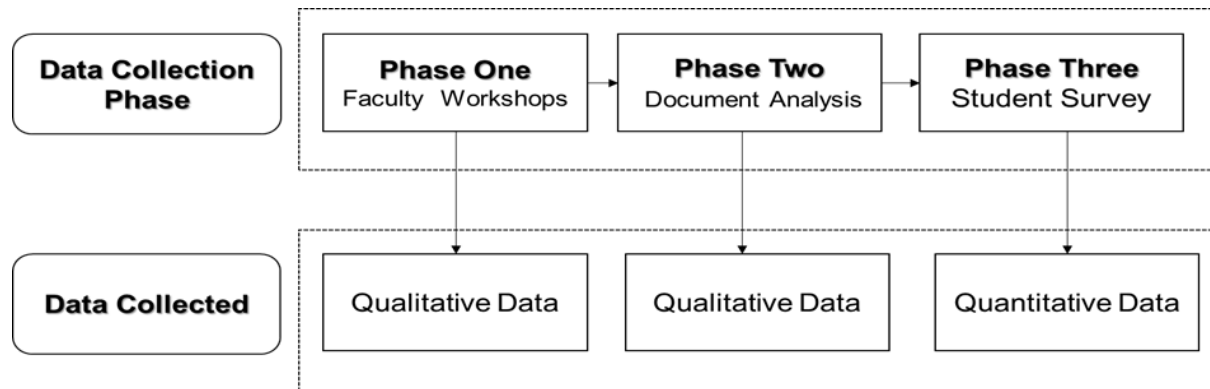 Data Collection
Phase
Phase One
Faculty Workshops
Phase Two
Document Analysis
Phase Three
Student Survey
Data Collected
Qualitative Data
Qualitative Data
Quantitative Data